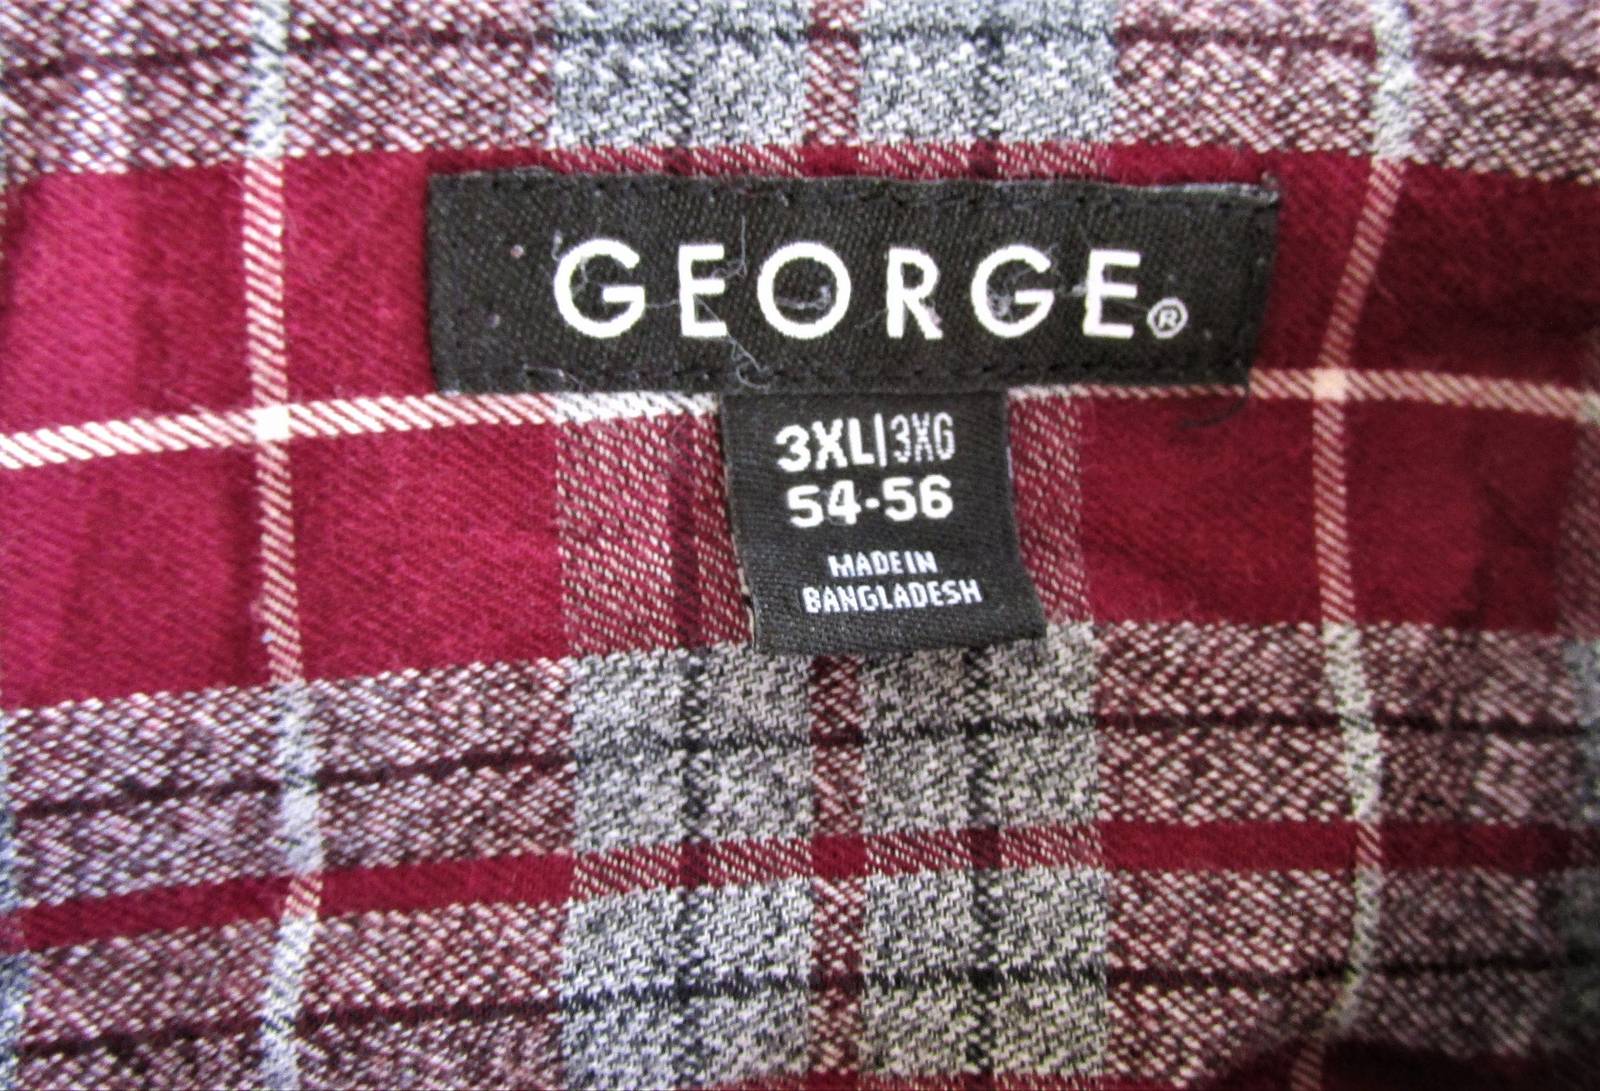 GEORGE®
3XL|3XG
54-56
MADE IN
BANGLADESH